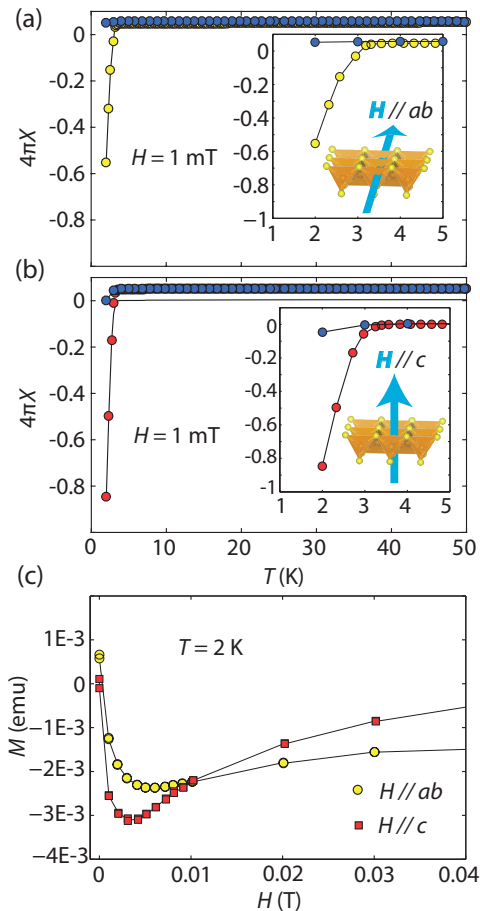 (a)
0
-0.2
-0.4
-0.6
-0.8
4πX
H = 1 mT
0
-0.2
-0.4
-0.6
-0.8
-1
1 2 3 4 5
H // ab
(b)
0
-0.2
-0.4
-0.6
-0.8
4πX
H = 1 mT
0
-0.2
-0.4
-0.6
-0.8
-1
1 2 3 4 5
H // c
0 10 20 30 40 50
T (K)
(c)
1E-3
0
−1E-3
−2E-3
−3E-3
−4E-3
M (emu)
T = 2 K
H // ab
H // c
0 0.01 0.02 0.03 0.04
H (T)